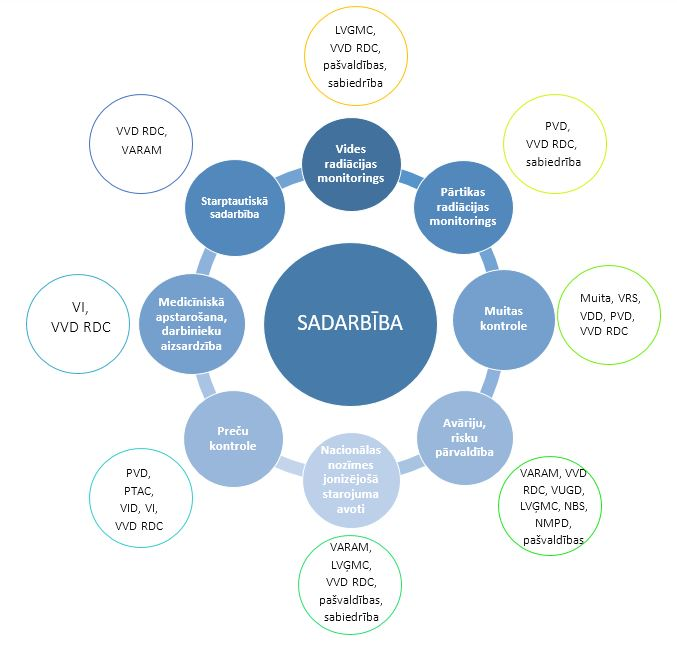 LVGMC,
VVD RDC,
pašvaldības,
sabiedrība
Vides
radiācijas
monitorings
PVD,
VVD RDC,
sabiedrība
Pārtikas
radiācijas
monitorings
Muita, VRS,
VDD, PVD,
VVD RDC
Muitas
kontrole
VARAM, VVD
RDC, VUGD,
LVĢMC, NBS,
NMPD,
pašvaldības
Avāriju,
risku
pārvaldība
Nacionālas
nozīmes
jonizējošā
starojuma
avoti
VARAM,
LVĢMC,
VVD RDC,
pašvaldības,
sabiedrība
Preču
kontrole
PVD,
PTAC,
VID, VI,
VVD RDC
Medicīniskā
apstarošana,
darbinieku
aizsardzība
VI,
VVD RDC
Starptautiskā
sadarbība
VVD RDC,
VARAM
SADARBĪBA